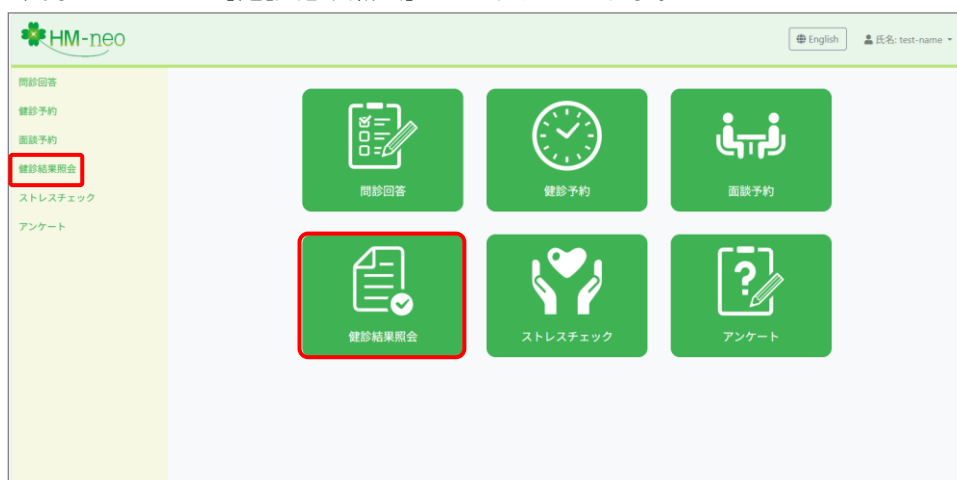 HM-neo
English
氏名: test-name
問診回答
健診予約
面談予約
健診結果照会
ストレスチェック
アンケート
問診回答
健診予約
面談予約
健診結果照会
ストレスチェック
アンケート